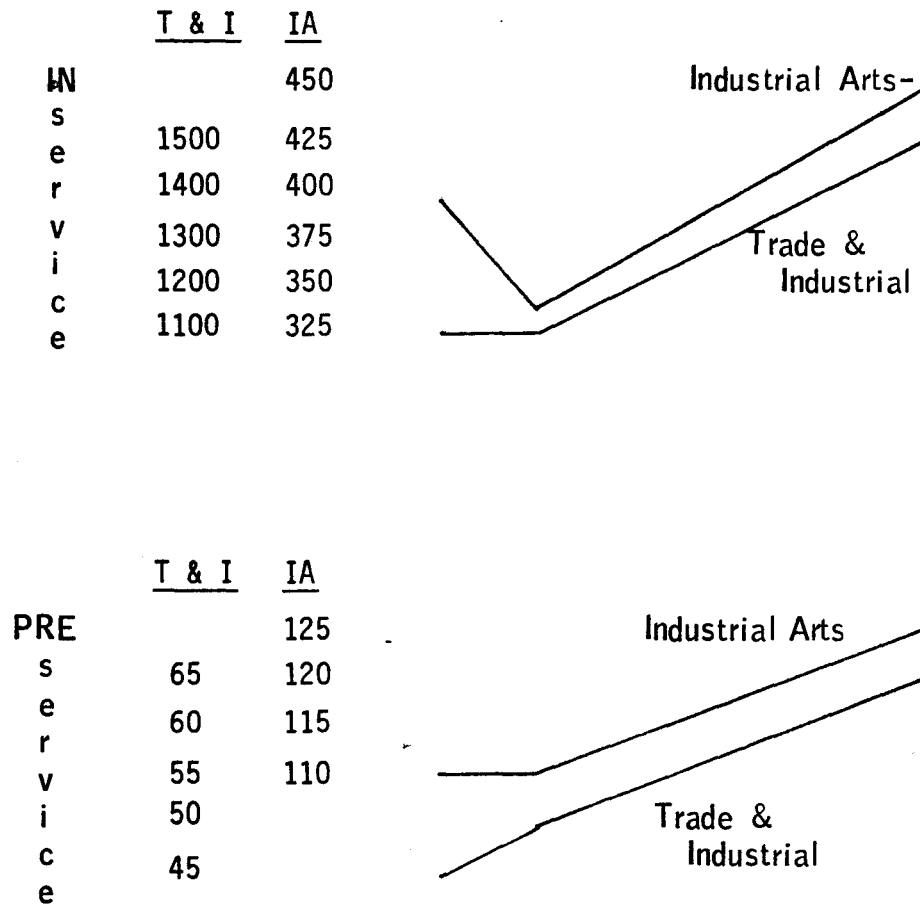 T & I IA
IN 450
s
1500 425
e
r 1400 400
v 1300 375
i
1200 350
c
1100 325
e
Industrial Arts-
Trade &
Industrial
T & I IA
PRE 125
s 65 120
e
60 115
r
v 55 110
i 50
c
45
e
Industrial Arts
Trade &
Industrial